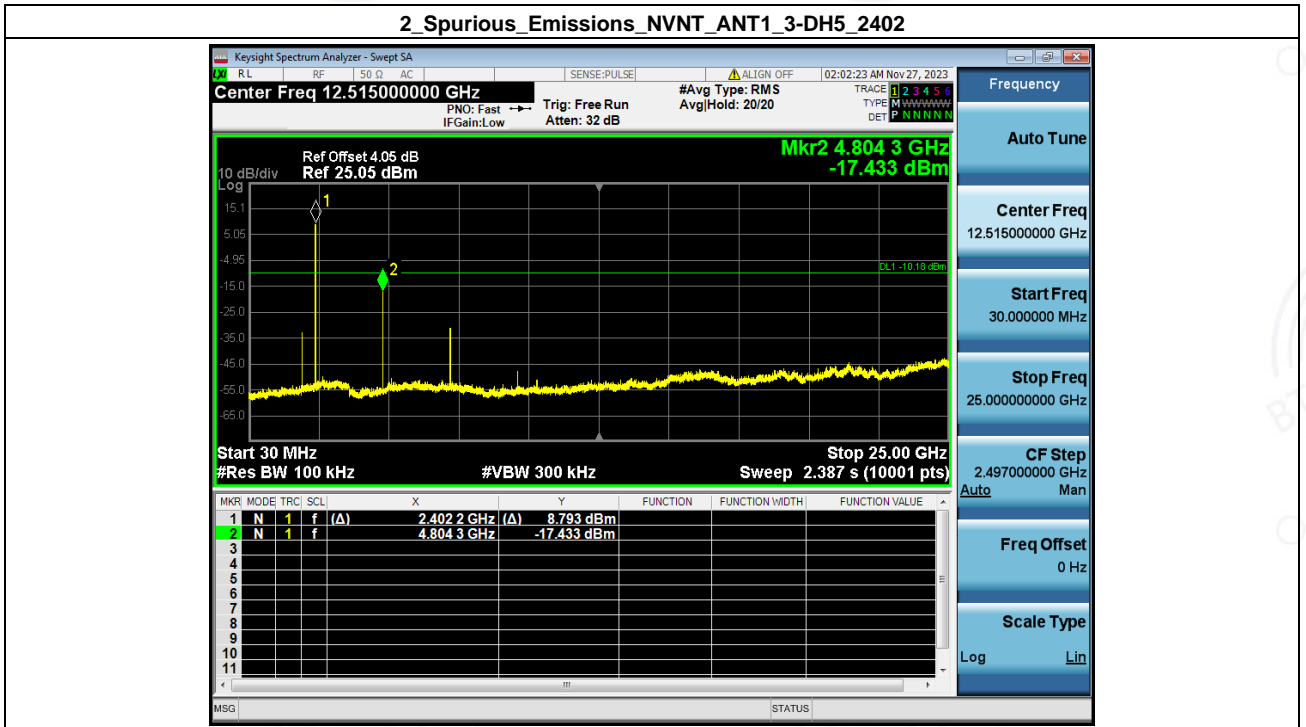 2_Spurious_Emissions_NVNT_ANT1_3-DH5_2402
Keysight Spectrum Analyzer - Swept SA
LXI RL RF 50 Ω AC SENSE:PULSE ALIGN OFF 02:02:23 AM Nov 27, 2023
Center Freq 12.515000000 GHz #Avg Type: RMS TRACE 1 2 3 4 5 6
PNO: Fast Trig: Free Run Avg|Hold: 20/20 TYPE M WWWWW
IFGain:Low Atten: 32 dB DET P N N N N N
Mkr2 4.804 3 GHz
-17.433 dBm
Ref Offset 4.05 dB
10 dB/div Ref 25.05 dBm
Log
1
15.1
5.05
-4.95
2
DL1 -10.18 dBm
-15.0
-25.0
-35.0
-45.0
-55.0
-65.0
Start 30 MHz Stop 25.00 GHz
#Res BW 100 kHz #VBW 300 kHz Sweep 2.387 s (10001 pts)
MKR MODE TRC SCL X Y FUNCTION FUNCTION WIDTH FUNCTION VALUE
1 N 1 f (Δ) 2.402 2 GHz (Δ) 8.793 dBm
2 N 1 f 4.804 3 GHz -17.433 dBm
3
4
5
6
7
8
9
10
11
MSG STATUS
Frequency
Auto Tune
Center Freq
12.515000000 GHz
Start Freq
30.000000 MHz
Stop Freq
25.000000000 GHz
CF Step
2.497000000 GHz
Auto Man
Freq Offset
0 Hz
Scale Type
Log Lin